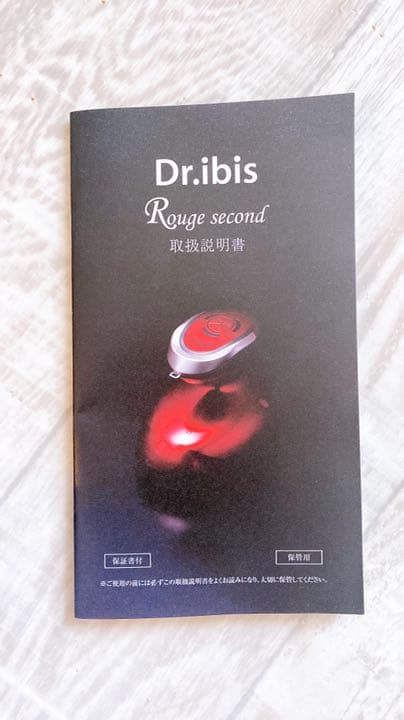 Dr.ibis
Rouge second
取扱説明書
保証書付
保管用
※ご使用の前には必ずこの取扱説明書をよくお読みになり、大切に保管してください。